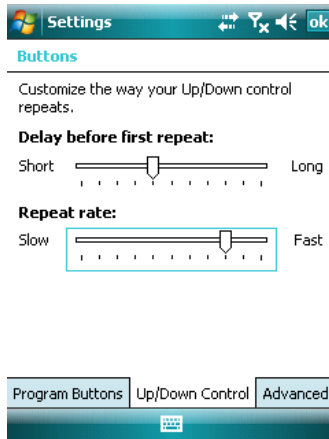 Settings
ok
Buttons
Customize the way your Up/Down control
repeats.
Delay before first repeat:
Short Long
Repeat rate:
Slow Fast
Program Buttons Up/Down Control Advanced